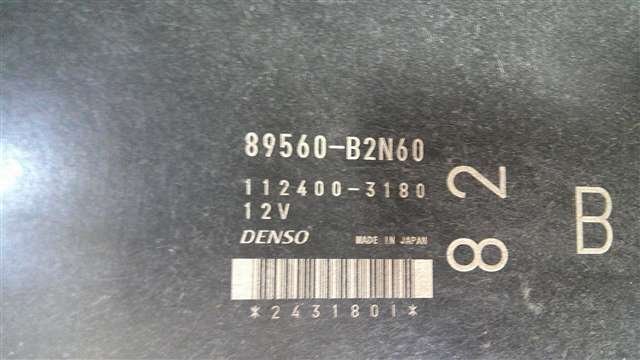 89560-B2N60
112400-3180
12V
DENSO MADE IN JAPAN
*2431801*
82
B